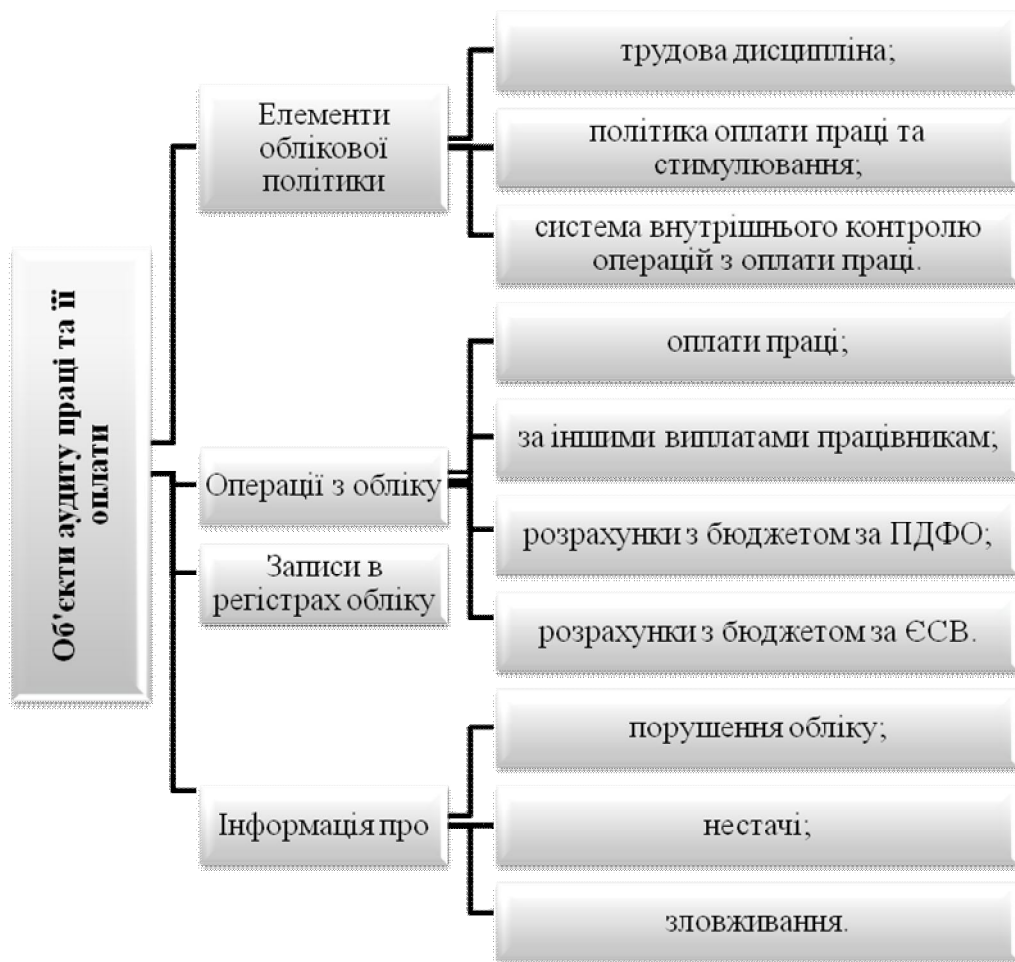 Об'єкти аудиту праці та її
оплати
Елементи
облікової
політики
трудова дисципліна;
політика оплати праці та
стимулювання;
система внутрішнього контролю
операцій з оплати праці.
Операції з обліку
оплати праці;
за іншими виплатами працівникам;
розрахунки з бюджетом за ПДФО;
розрахунки з бюджетом за ЄСВ.
Записи в
регістрах обліку
Інформація про
порушення обліку;
нестачі;
зловживання.